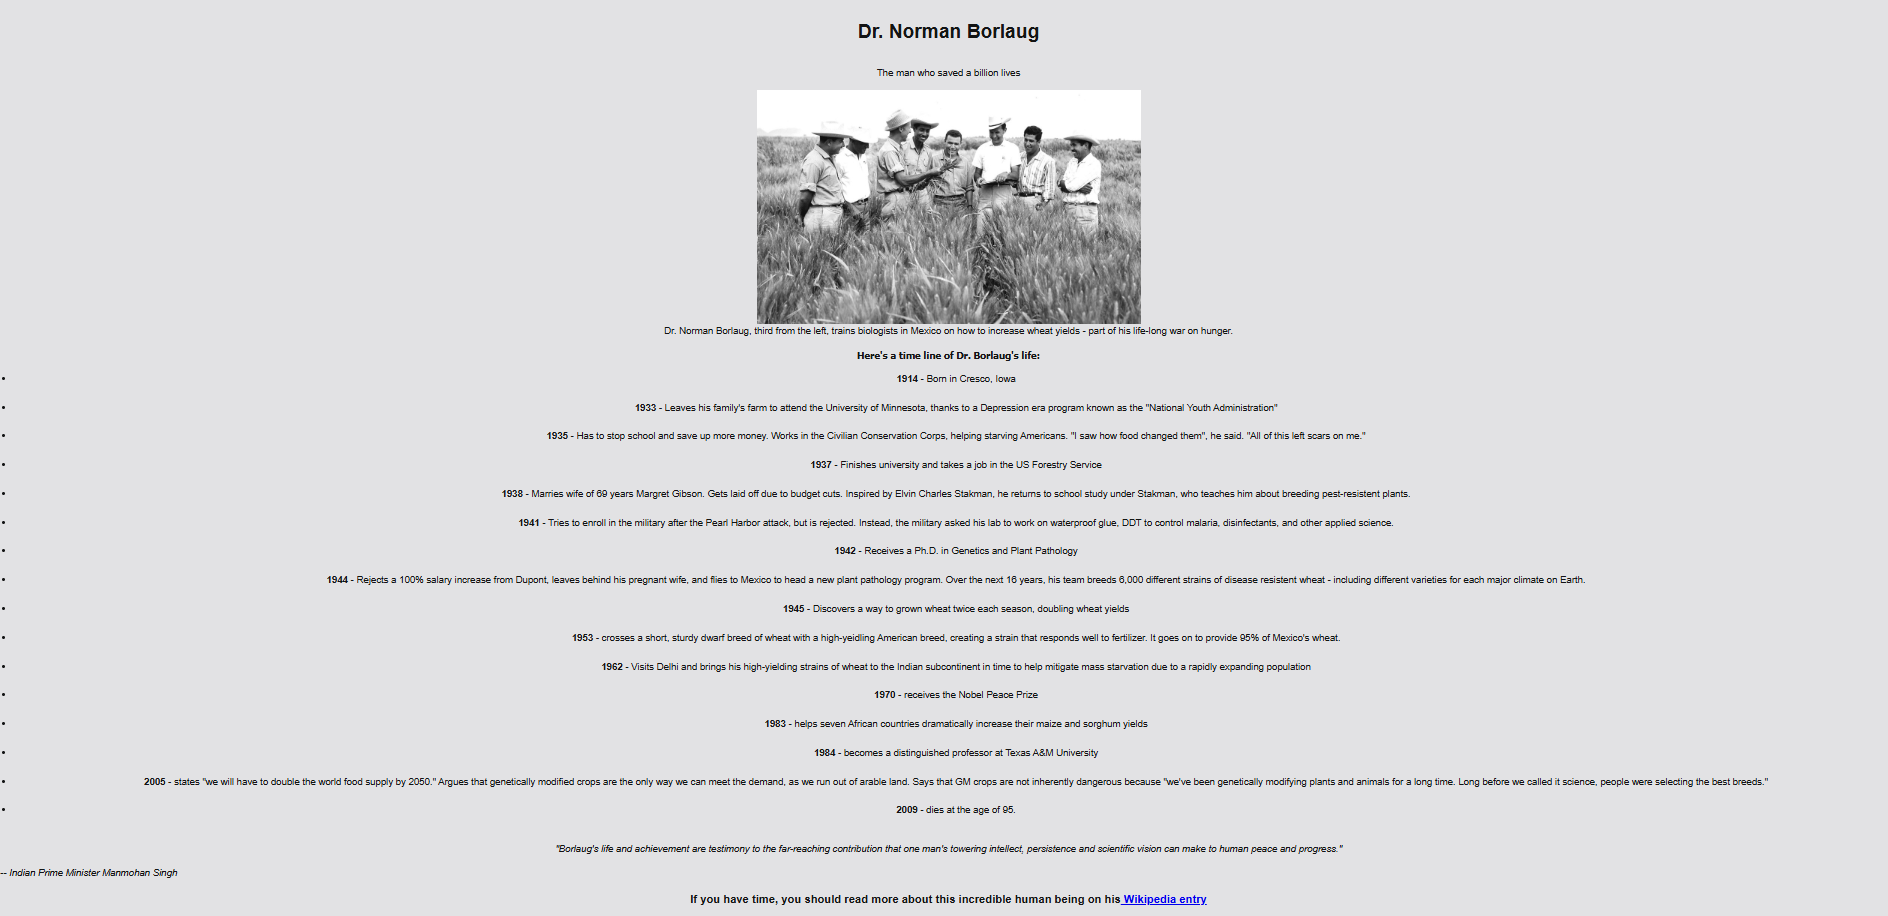 Dr. Norman Borlaug
The man who saved a billion lives
Dr. Norman Borlaug, third from the left, trains biologists in Mexico on how to increase wheat yields - part of his life-long war on hunger.
Here's a time line of Dr. Borlaug's life:
• 1914 - Born in Cresco, Iowa
• 1933 - Leaves his family's farm to attend the University of Minnesota, thanks to a Depression era program known as the "National Youth Administration"
• 1935 - Has to stop school and save up more money. Works in the Civilian Conservation Corps, helping starving Americans. "I saw how food changed them", he said. "All of this left scars on me."
• 1937 - Finishes university and takes a job in the US Forestry Service
• 1938 - Marries wife of 69 years Margret Gibson. Gets laid off due to budget cuts. Inspired by Elvin Charles Stakman, he returns to school study under Stakman, who teaches him about breeding pest-resistent plants.
• 1941 - Tries to enroll in the military after the Pearl Harbor attack, but is rejected. Instead, the military asked his lab to work on waterproof glue, DDT to control malaria, disinfectants, and other applied science.
• 1942 - Receives a Ph.D. in Genetics and Plant Pathology
• 1944 - Rejects a 100% salary increase from Dupont, leaves behind his pregnant wife, and flies to Mexico to head a new plant pathology program. Over the next 16 years, his team breeds 6,000 different strains of disease resistent wheat - including different varieties for each major climate on Earth.
• 1945 - Discovers a way to grown wheat twice each season, doubling wheat yields
• 1953 - crosses a short, sturdy dwarf breed of wheat with a high-yeidling American breed, creating a strain that responds well to fertilizer. It goes on to provide 95% of Mexico's wheat.
• 1962 - Visits Delhi and brings his high-yielding strains of wheat to the Indian subcontinent in time to help mitigate mass starvation due to a rapidly expanding population
• 1970 - receives the Nobel Peace Prize
• 1983 - helps seven African countries dramatically increase their maize and sorghum yields
• 1984 - becomes a distinguished professor at Texas A&M University
• 2005 - states "we will have to double the world food supply by 2050." Argues that genetically modified crops are the only way we can meet the demand, as we run out of arable land. Says that GM crops are not inherently dangerous because "we've been genetically modifying plants and animals for a long time. Long before we called it science, people were selecting the best breeds."
• 2009 - dies at the age of 95.
"Borlaug's life and achievement are testimony to the far-reaching contribution that one man's towering intellect, persistence and scientific vision can make to human peace and progress."
-- Indian Prime Minister Manmohan Singh
If you have time, you should read more about this incredible human being on his Wikipedia entry